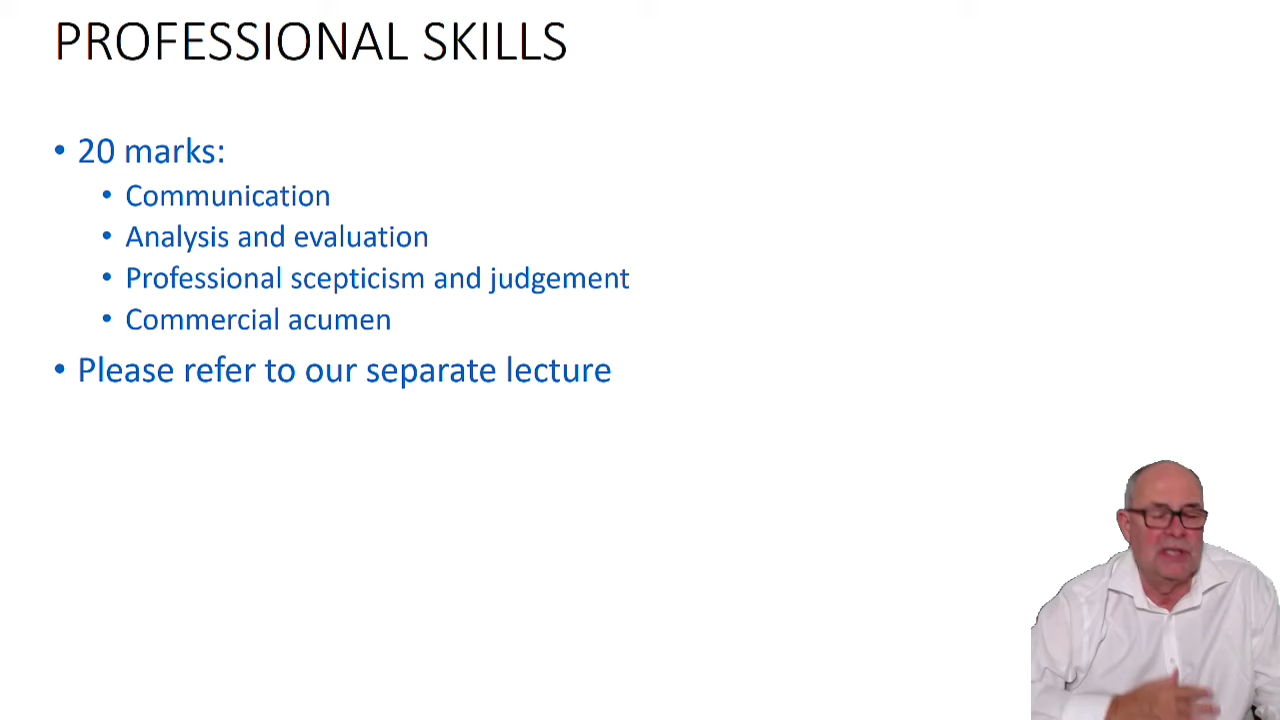 PROFESSIONAL SKILLS
• 20 marks:
• Communication
• Analysis and evaluation
• Professional scepticism and judgement
• Commercial acumen
• Please refer to our separate lecture